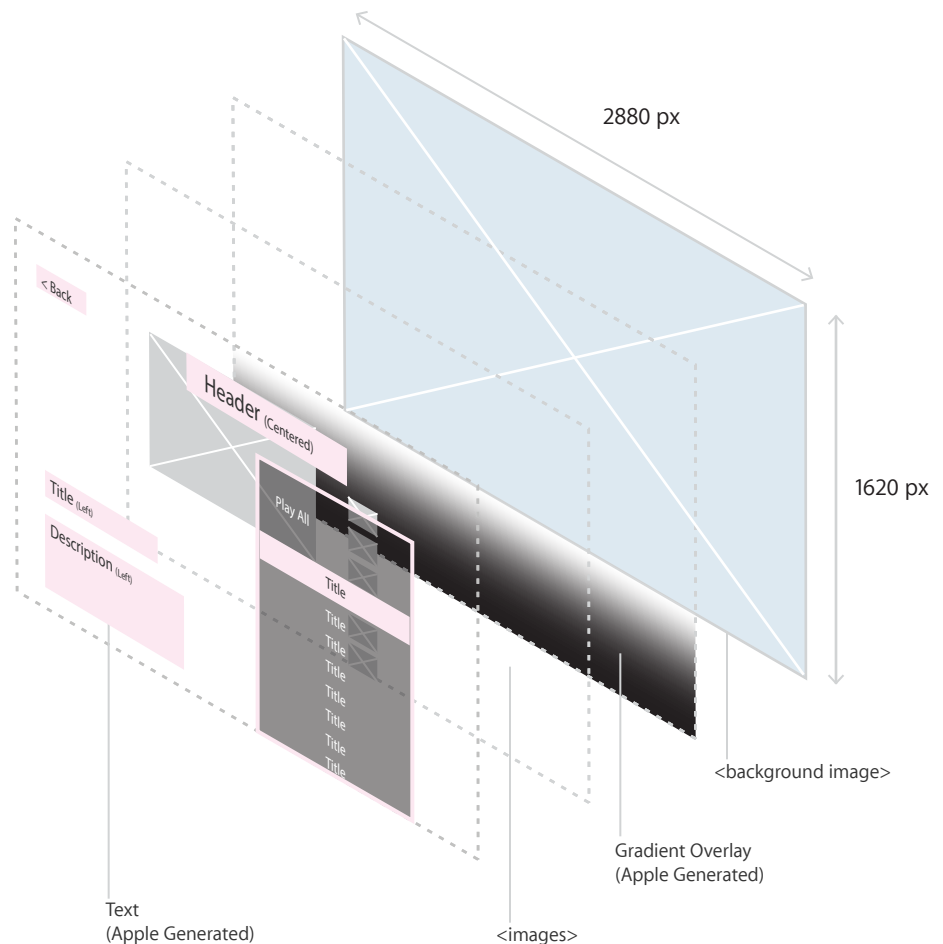 2880 px
< Back
Header (Centered)
1620 px
Title (Left)
Play All
Description (Left)
Title
Title
Title
Title
Title
Title
Title
Title
<background image>
Gradient Overlay
(Apple Generated)
Text
(Apple Generated)
<images>